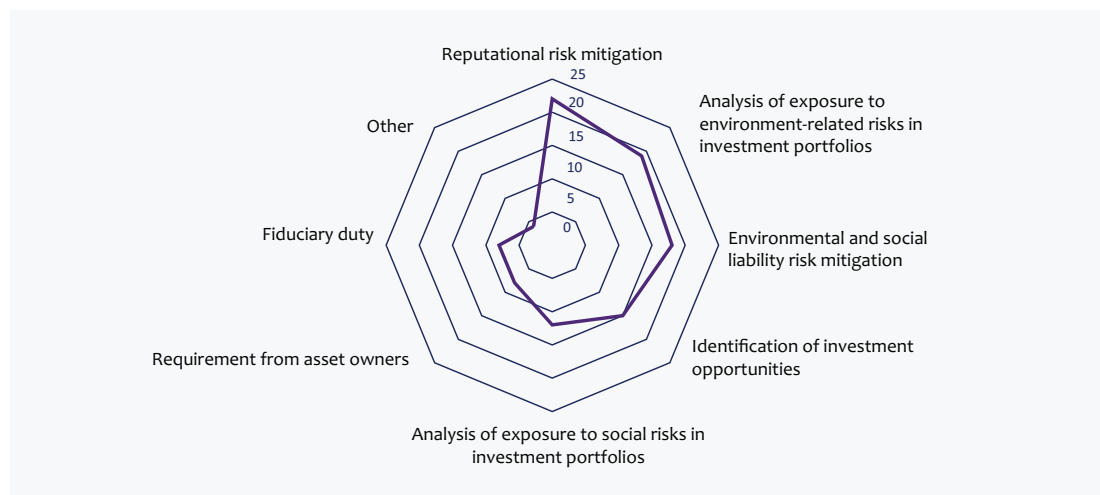 Reputational risk mitigation
25
20
15
10
5
0
Analysis of exposure to
environment-related risks in
investment portfolios
Environmental and social
liability risk mitigation
Identification of investment
opportunities
Analysis of exposure to social risks in
investment portfolios
Requirement from asset owners
Fiduciary duty
Other